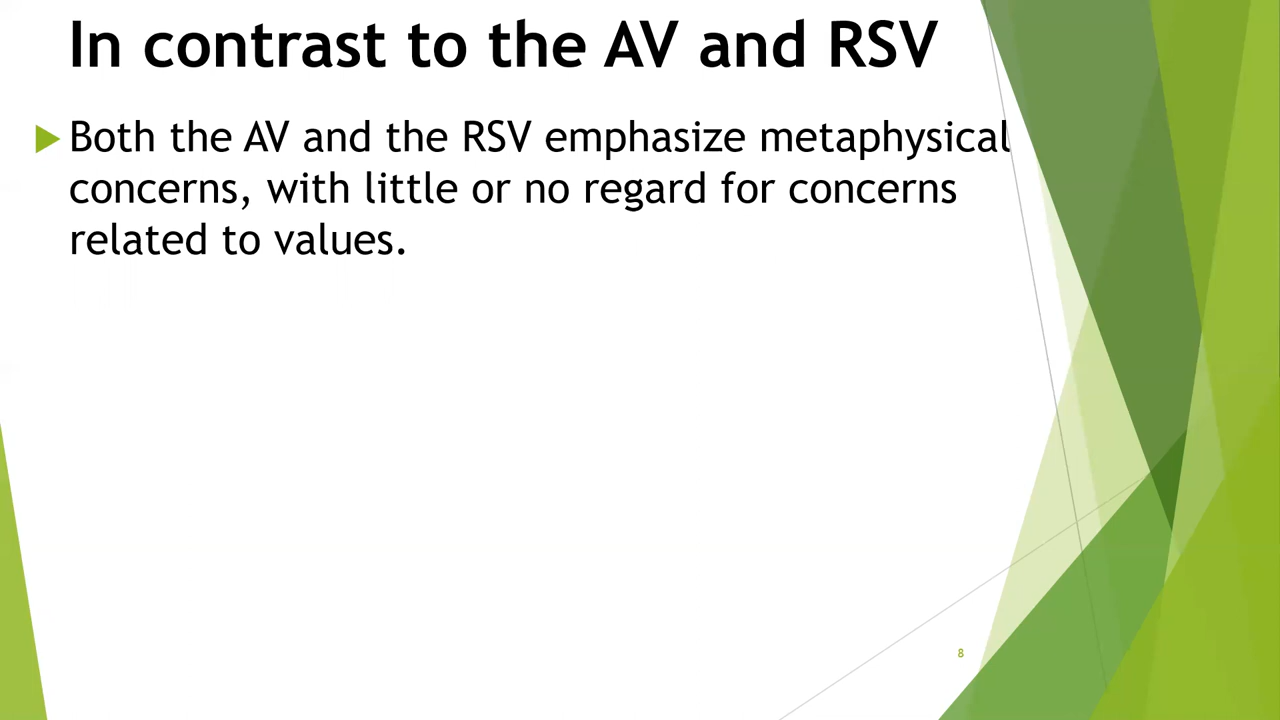 In contrast to the AV and RSV
Both the AV and the RSV emphasize metaphysical
concerns, with little or no regard for concerns
related to values.
8